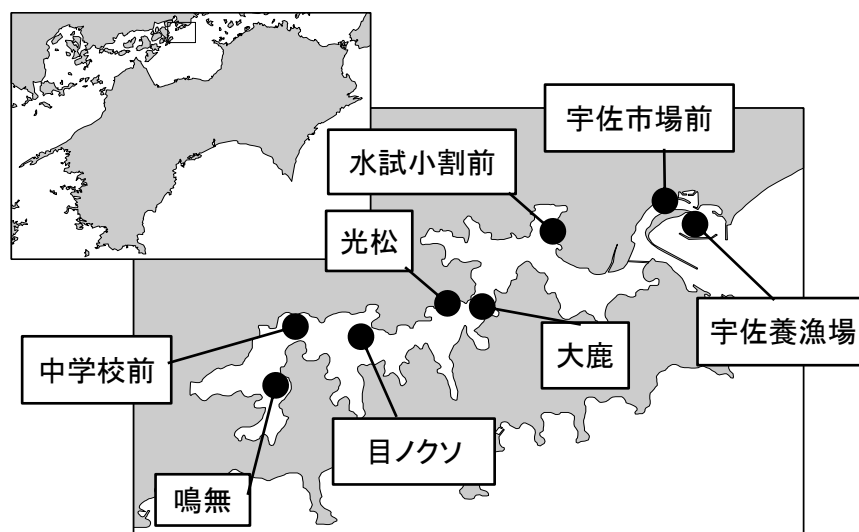 宇佐市場前
水試小割前
光松
宇佐養漁場
大鹿
中学校前
目ノクソ
鳴無